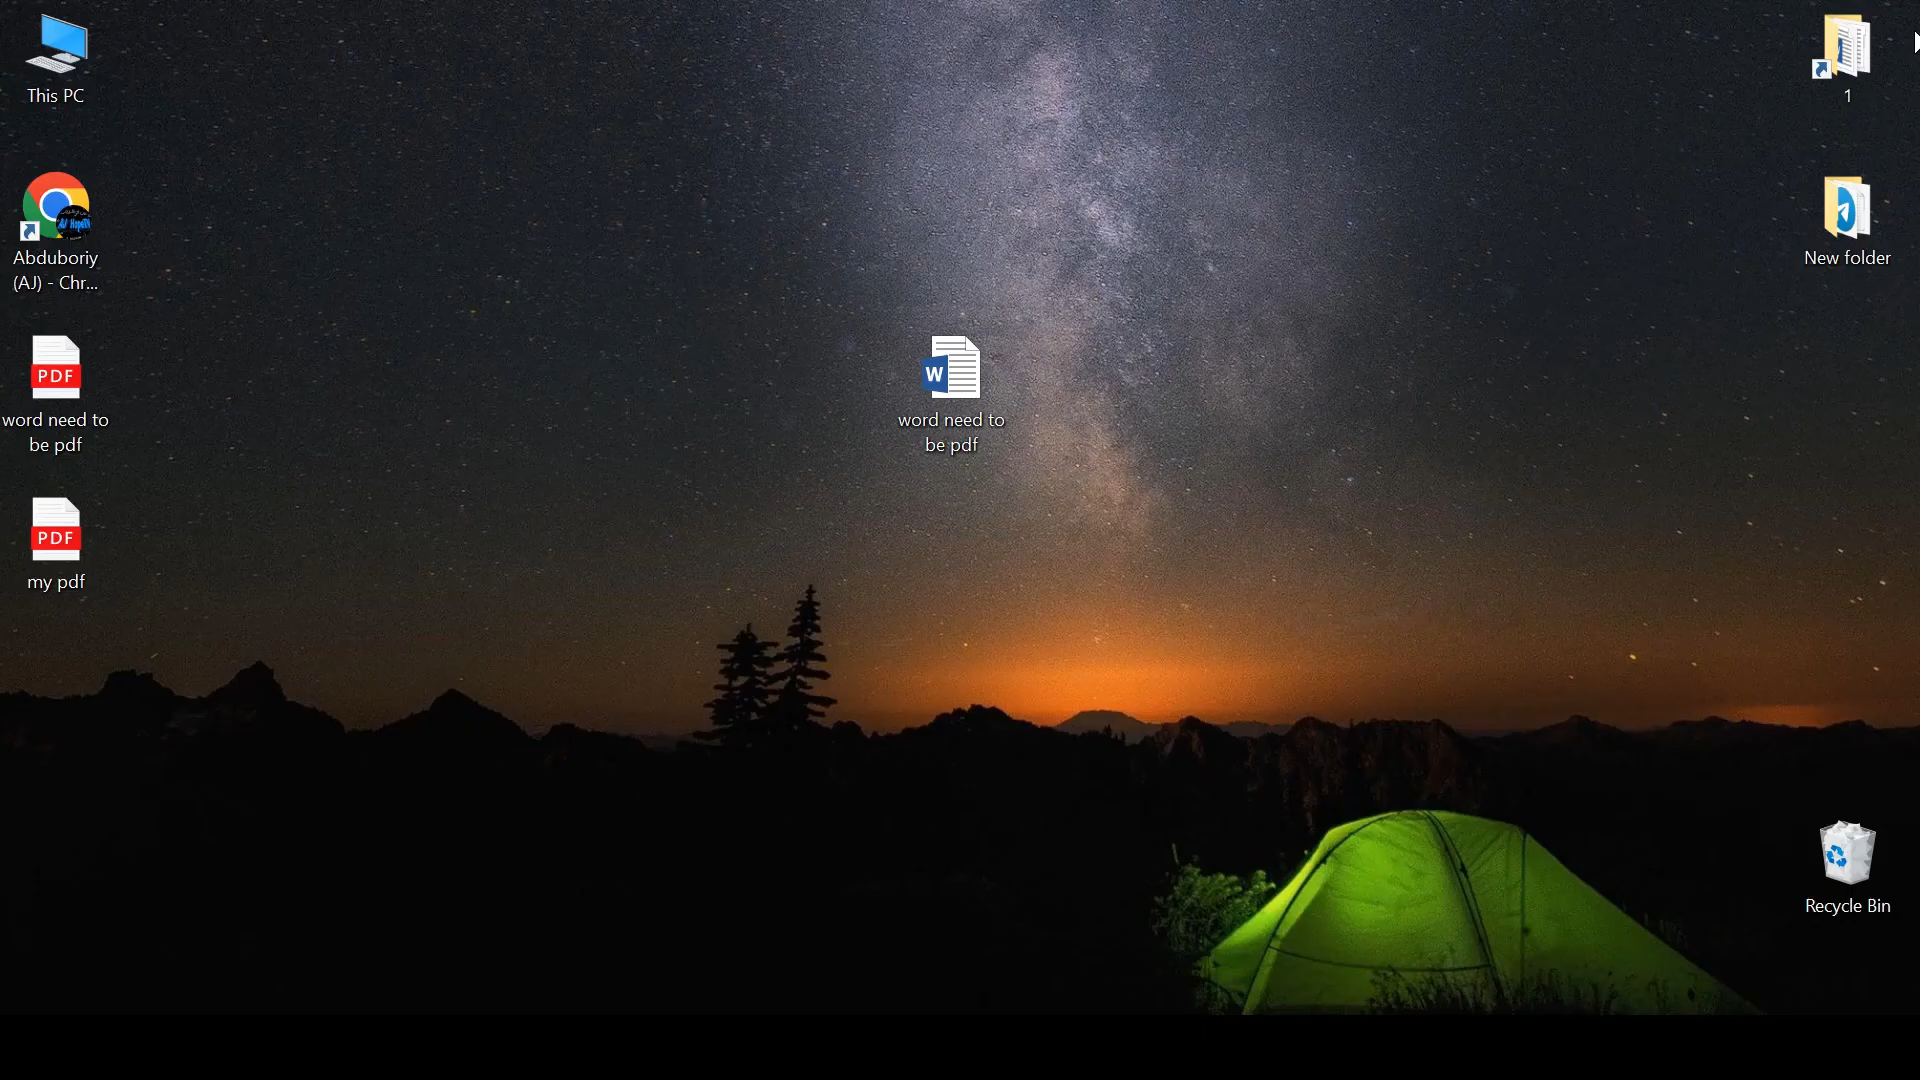 This PC
Abduboriy
(AJ) - Chr...
PDF
word need to
be pdf
PDF
my pdf
W
word need to
be pdf
1
New folder
Recycle Bin